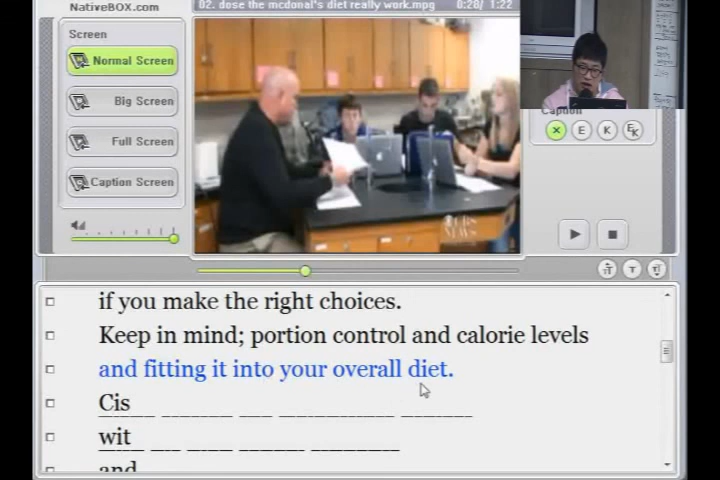 NativeBOX.com
02. dose the mcdonal's diet really work.mpg
0:28/ 1:22
Screen
Normal Screen
Big Screen
Full Screen
Caption Screen
CBS
NEWS
Caption
E K EK
T T T
if you make the right choices.
Keep in mind; portion control and calorie levels
and fitting it into your overall diet.
Cis
wit
and